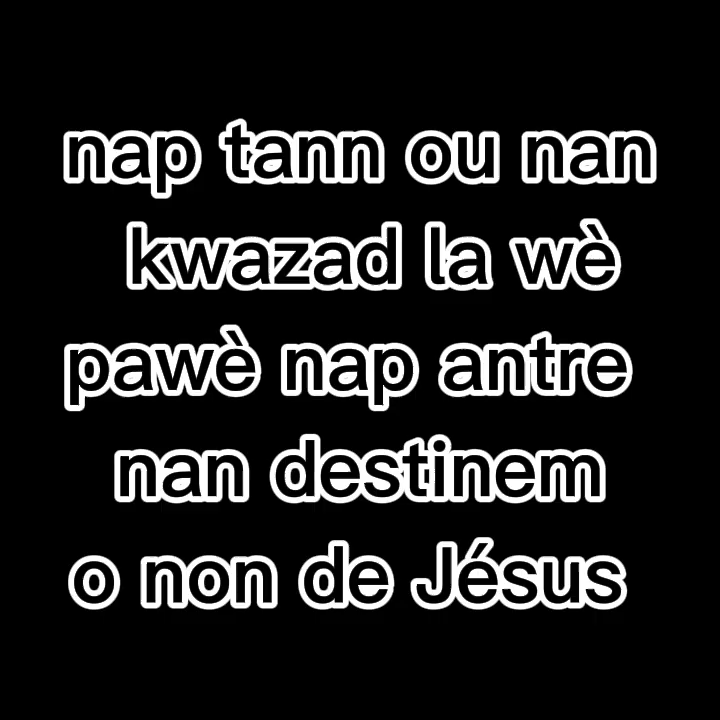 nap tann ou nan
kwazad la wè
pawè nap antre
nan destinem
o non de Jésus